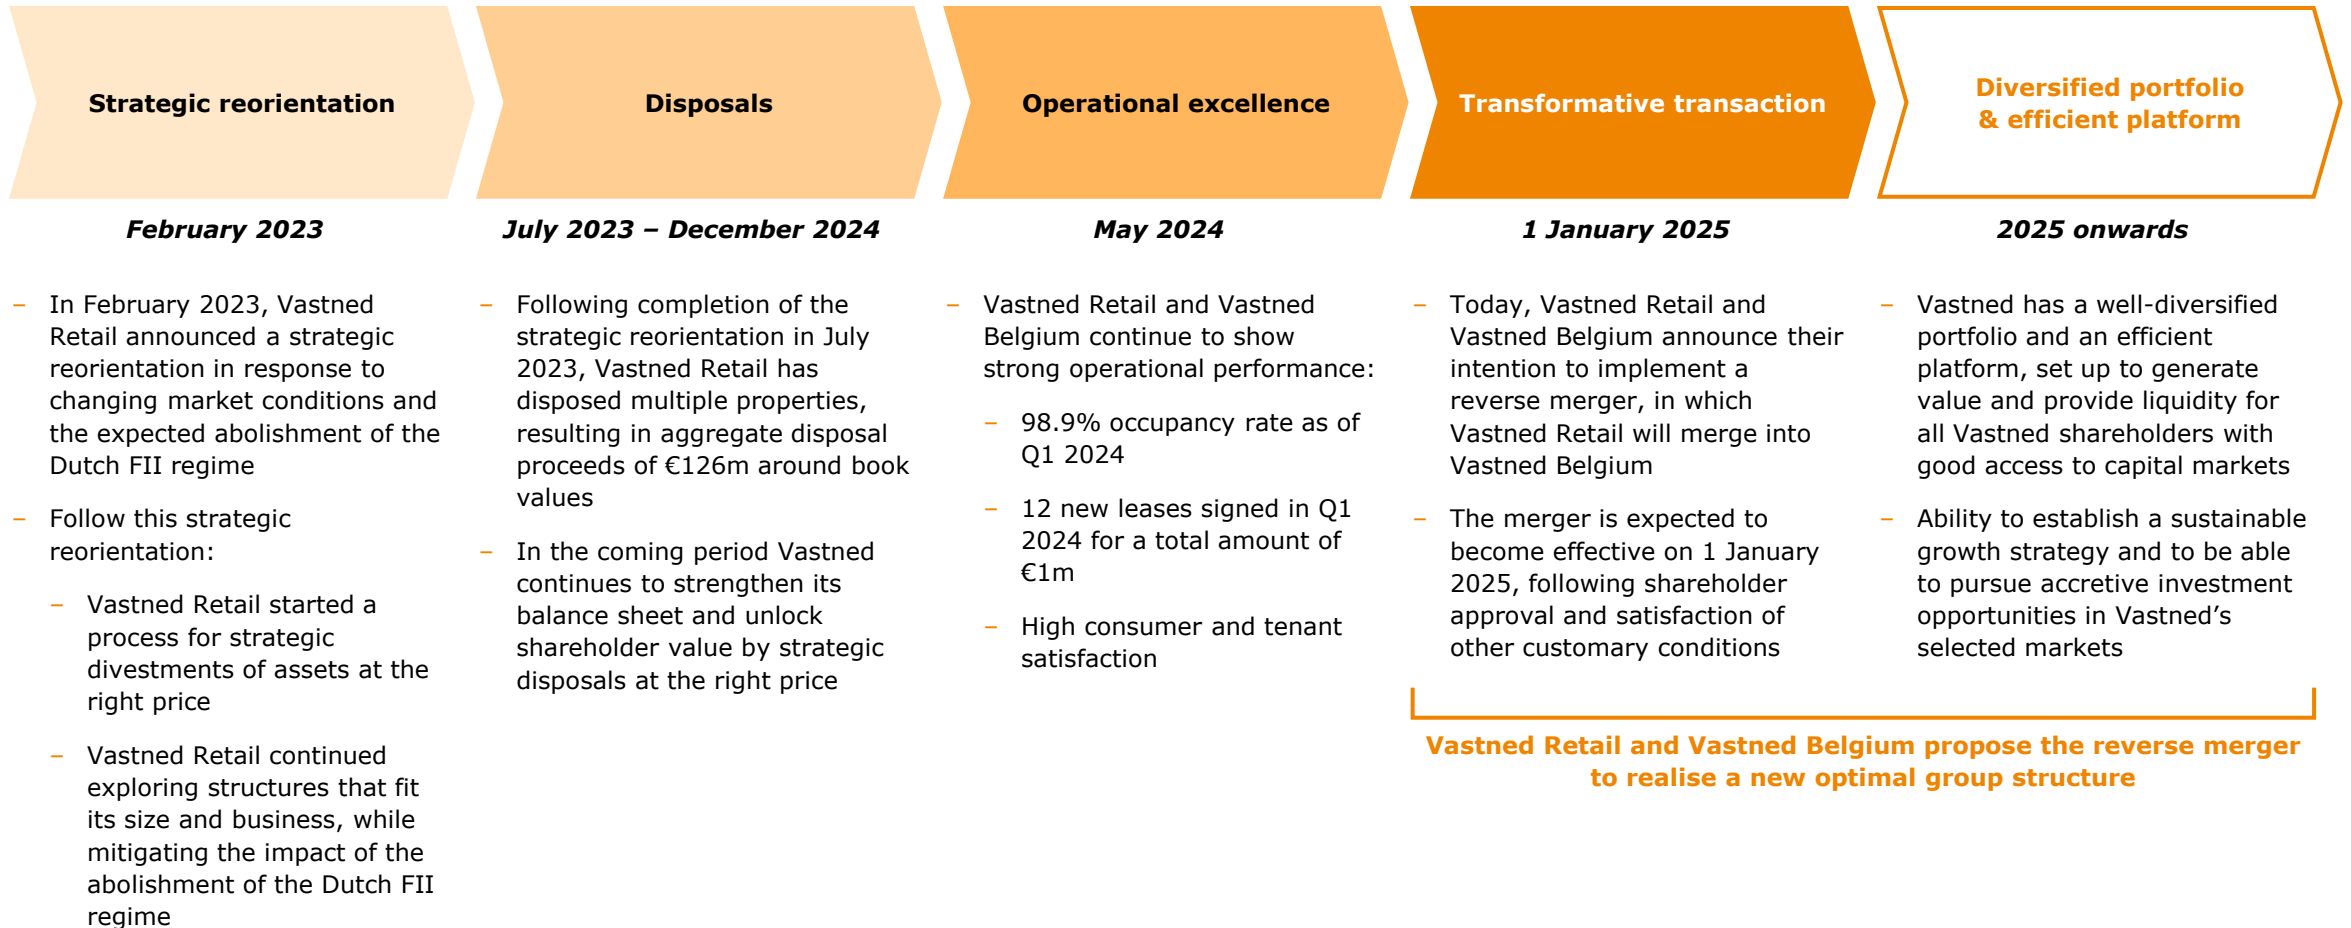 Strategic reorientation
February 2023
– In February 2023, Vastned
Retail announced a strategic
reorientation in response to
changing market conditions and
the expected abolishment of the
Dutch FII regime
– Follow this strategic
reorientation:
– Vastned Retail started a
process for strategic
divestments of assets at the
right price
– Vastned Retail continued
exploring structures that fit
its size and business, while
mitigating the impact of the
abolishment of the Dutch FII
regime
Disposals
July 2023 – December 2024
– Following completion of the
strategic reorientation in July
2023, Vastned Retail has
disposed multiple properties,
resulting in aggregate disposal
proceeds of €126m around book
values
– In the coming period Vastned
continues to strengthen its
balance sheet and unlock
shareholder value by strategic
disposals at the right price
Operational excellence
May 2024
– Vastned Retail and Vastned
Belgium continue to show
strong operational performance:
– 98.9% occupancy rate as of
Q1 2024
– 12 new leases signed in Q1
2024 for a total amount of
€1m
– High consumer and tenant
satisfaction
Transformative transaction
1 January 2025
– Today, Vastned Retail and
Vastned Belgium announce their
intention to implement a
reverse merger, in which
Vastned Retail will merge into
Vastned Belgium
– The merger is expected to
become effective on 1 January
2025, following shareholder
approval and satisfaction of
other customary conditions
Diversified portfolio
& efficient platform
2025 onwards
– Vastned has a well-diversified
portfolio and an efficient
platform, set up to generate
value and provide liquidity for
all Vastned shareholders with
good access to capital markets
– Ability to establish a sustainable
growth strategy and to be able
to pursue accretive investment
opportunities in Vastned’s
selected markets
Vastned Retail and Vastned Belgium propose the reverse merger
to realise a new optimal group structure